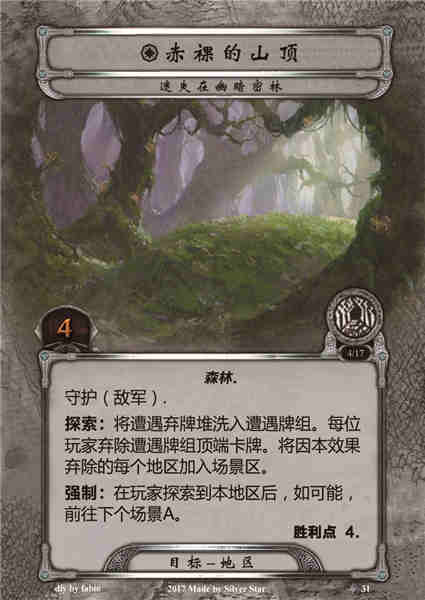 赤裸的山顶
迷失在幽暗密林
4
4/17
森林.
守护（敌军）.
探索：将遭遇弃牌堆洗入遭遇牌组。每位
玩家弃除遭遇牌组顶端卡牌。将因本效果
弃除的每个地区加入场景区。
强制：在玩家探索到本地区后，如可能，
前往下个场景A。
胜利点 4.
目标–地区
diy by fabio 2017 Made by Silver Star 31